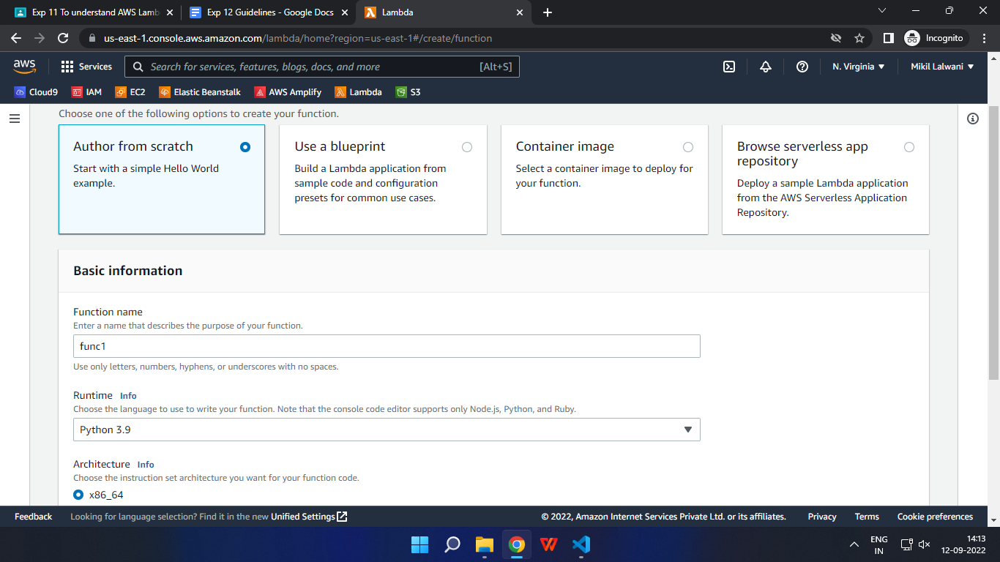 Exp 11 To understand AWS Lamb
Exp 12 Guidelines - Google Docs
Lambda
us-east-1.console.aws.amazon.com/lambda/home?region=us-east-1#/create/function
Incognito
aws
Services
Search for services, features, blogs, docs, and more
[Alt+S]
N. Virginia
Mikil Lalwani
Cloud9
IAM
EC2
Elastic Beanstalk
AWS Amplify
Lambda
S3
Choose one of the following options to create your function.
Author from scratch
Start with a simple Hello World
example.
Use a blueprint
Build a Lambda application from
sample code and configuration
presets for common use cases.
Container image
Select a container image to deploy for
your function.
Browse serverless app
repository
Deploy a sample Lambda application
from the AWS Serverless Application
Repository.
Basic information
Function name
Enter a name that describes the purpose of your function.
func1
Use only letters, numbers, hyphens, or underscores with no spaces.
Runtime Info
Choose the language to use to write your function. Note that the console code editor supports only Node.js, Python, and Ruby.
Python 3.9
Architecture Info
Choose the instruction set architecture you want for your function code.
x86_64
Feedback
Looking for language selection? Find it in the new Unified Settings
© 2022, Amazon Internet Services Private Ltd. or its affiliates.
Privacy
Terms
Cookie preferences
ENG
IN
14:13
12-09-2022